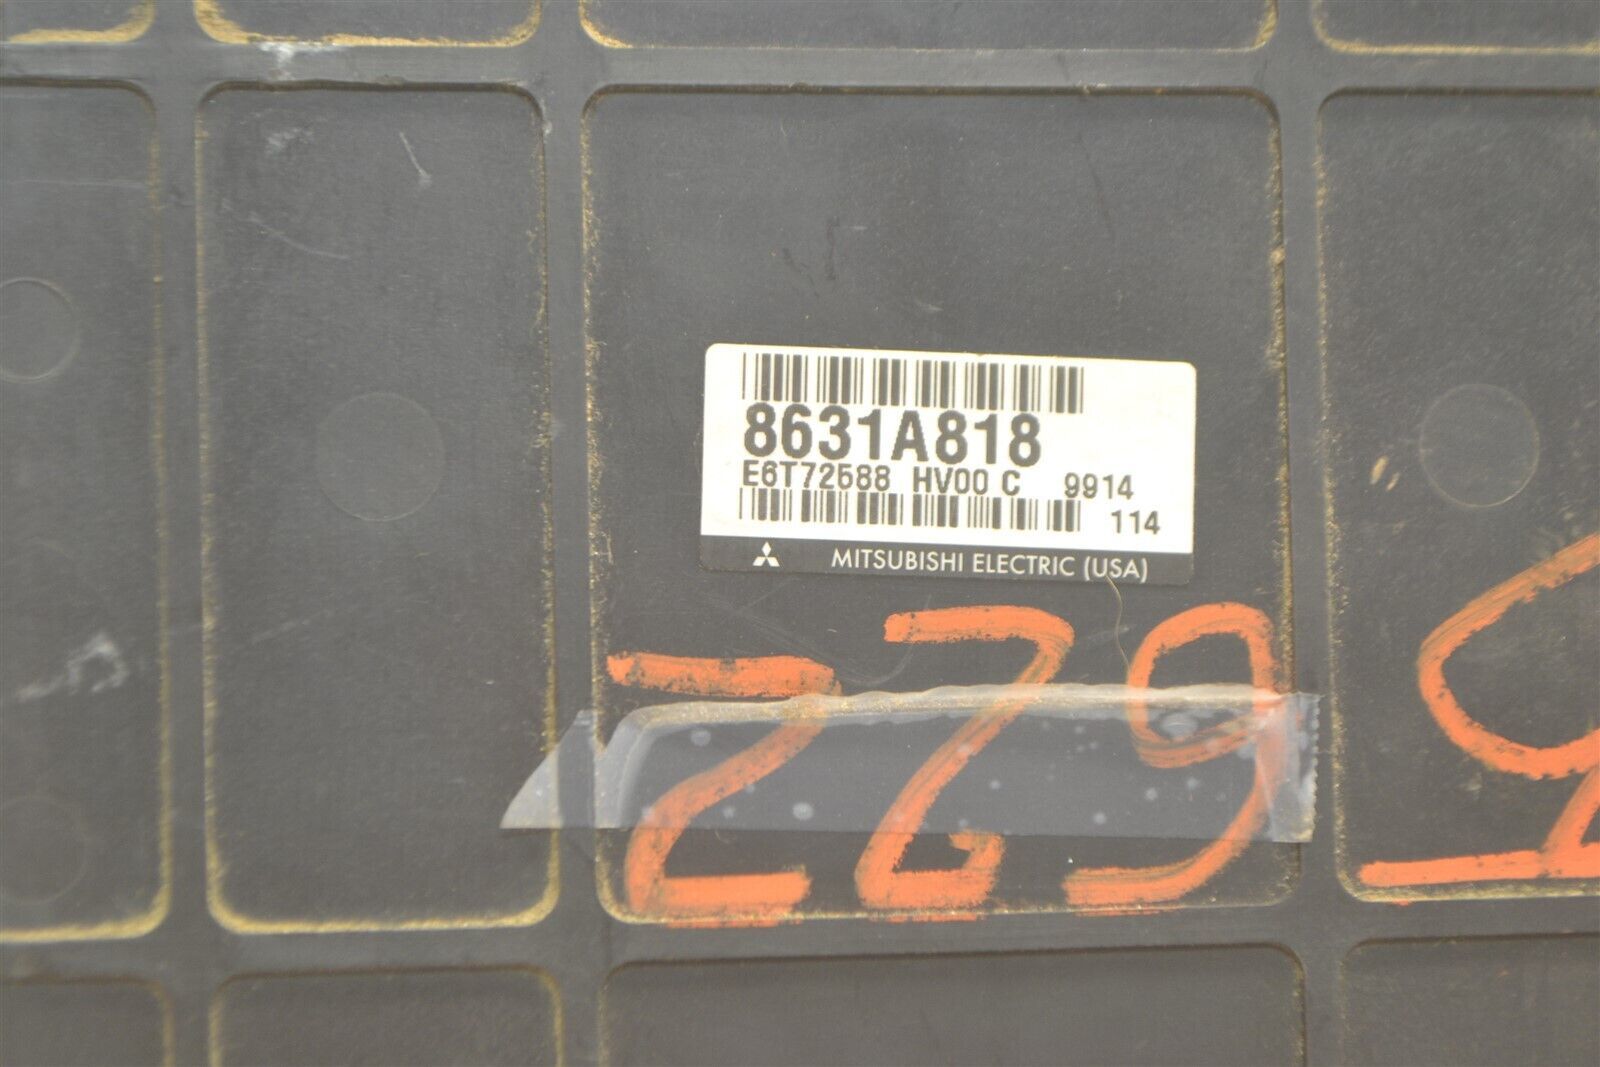 8631A818
E6T72588 HV00 C 9914
114
MITSUBISHI ELECTRIC (USA)
229